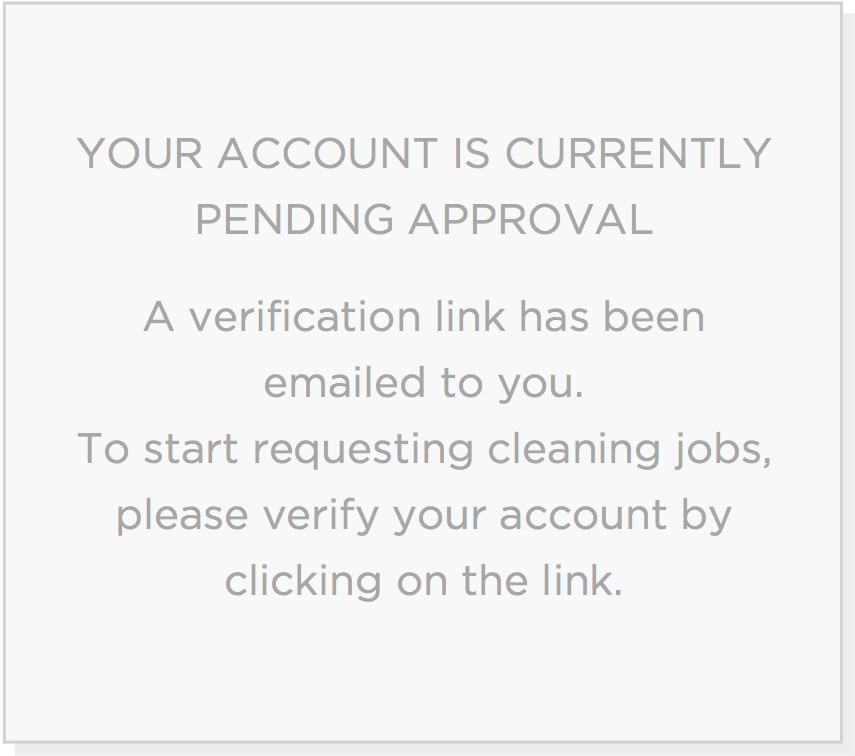 YOUR ACCOUNT IS CURRENTLY
PENDING APPROVAL
A verification link has been
emailed to you.
To start requesting cleaning jobs,
please verify your account by
clicking on the link.